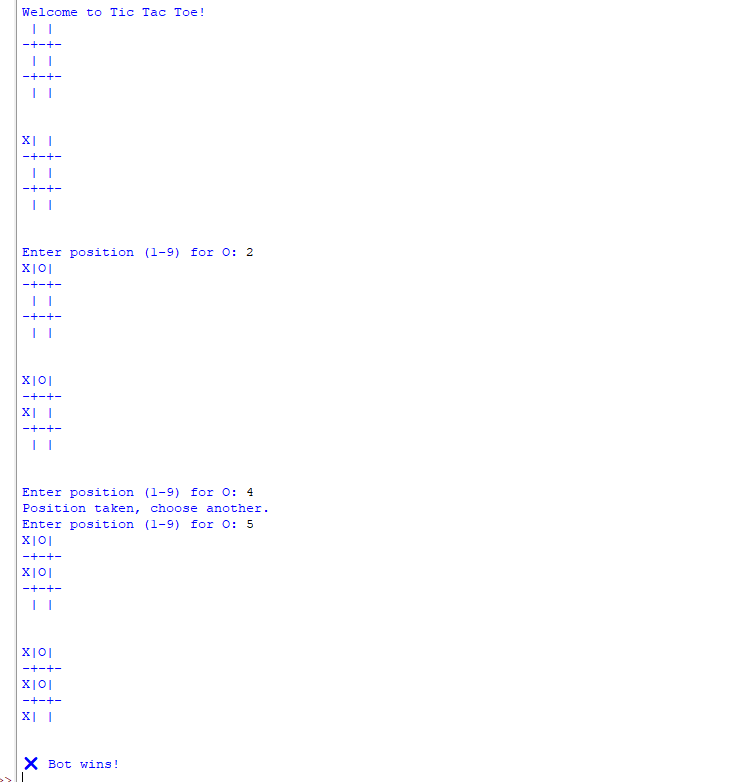 Welcome to Tic Tac Toe!
 | | 
-+-+-
 | | 
-+-+-
 | | 
X| | 
-+-+-
 | | 
-+-+-
 | | 
Enter position (1-9) for O: 2
X|O| 
-+-+-
 | | 
-+-+-
 | | 
X|O| 
-+-+-
X| | 
-+-+-
 | | 
Enter position (1-9) for O: 4
Position taken, choose another.
Enter position (1-9) for O: 5
X|O| 
-+-+-
X|O| 
-+-+-
 | | 
X|O| 
-+-+-
X|O| 
-+-+-
X| | 
❌ Bot wins!
>>